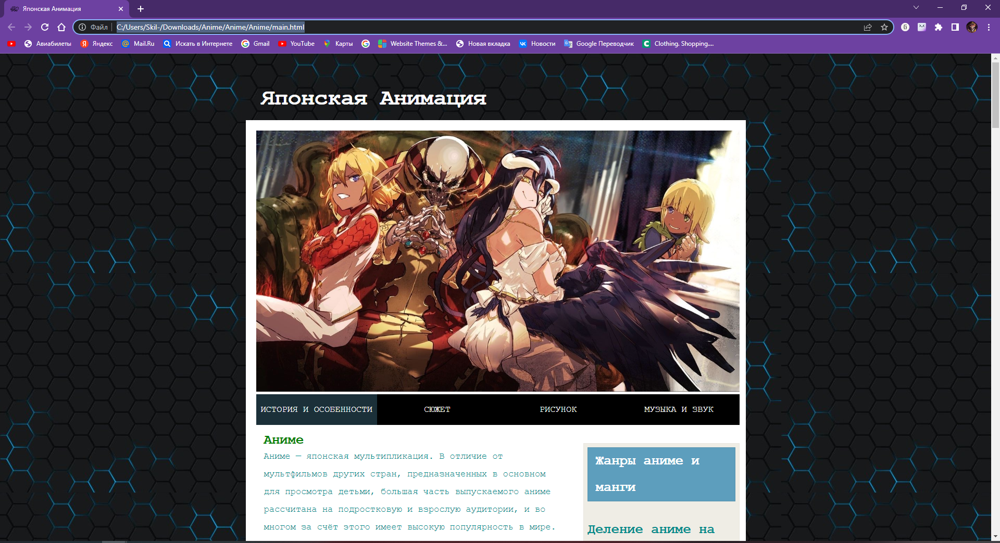 Японская Анимация
Файл
C:/Users/Skil-/Downloads/Anime/Anime/Anime/main.html
Авиабилеты
Яндекс
Mail.Ru
Искать в Интернете
Gmail
YouTube
Карты
Website Themes &...
Новая вкладка
Новости
Google Переводчик
Clothing. Shopping....
Японская Анимация
ИСТОРИЯ И ОСОБЕННОСТИ
СЮЖЕТ
РИСУНОК
МУЗЫКА И ЗВУК
Аниме
Аниме — японская мультипликация. В отличие от
мультфильмов других стран, предназначенных в основном
для просмотра детьми, большая часть выпускаемого аниме
рассчитана на подростковую и взрослую аудитории, и во
многом за счёт этого имеет высокую популярность в мире.
Жанры аниме и
манги
Деление аниме на